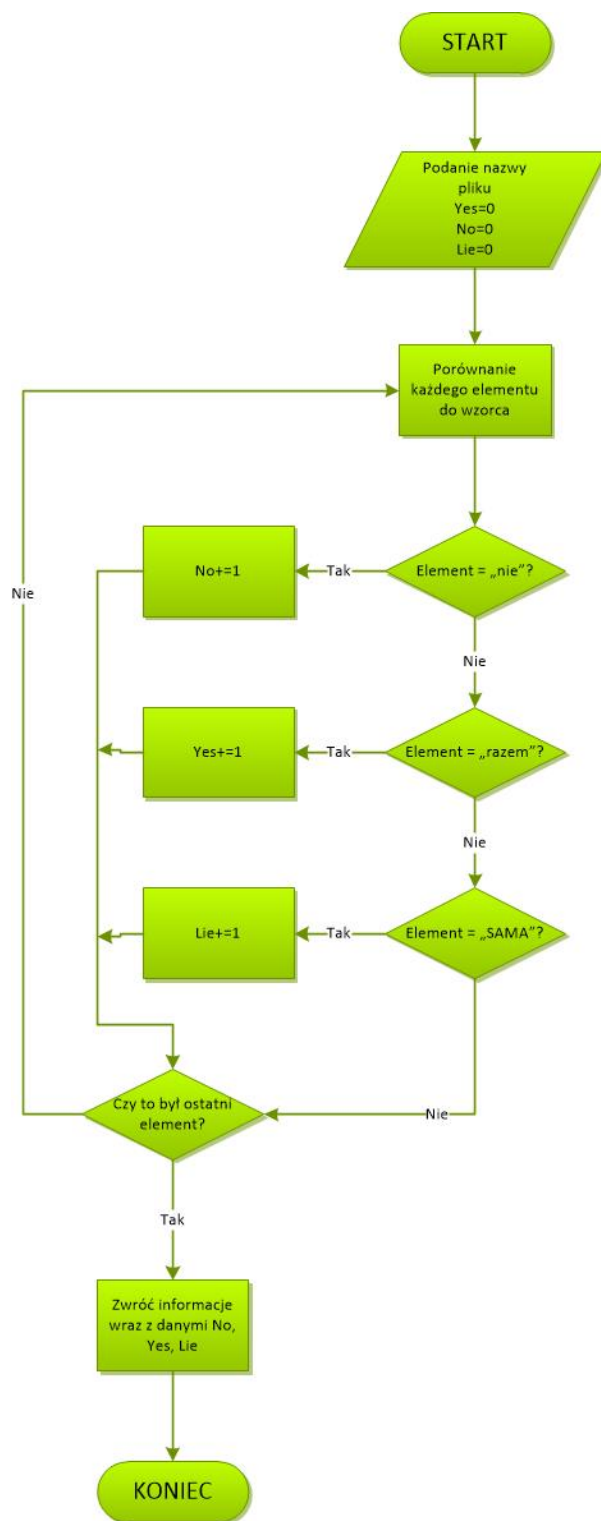 START
Podanie nazwy
pliku
Yes=0
No=0
Lie=0
Porównanie
każdego elementu
do wzorca
Element = „nie”?
Tak
No+=1
Nie
Nie
Element = „razem”?
Tak
Yes+=1
Nie
Element = „SAMA”?
Tak
Lie+=1
Nie
Czy to był ostatni
element?
Tak
Zwróć informacje
wraz z danymi No,
Yes, Lie
KONIEC